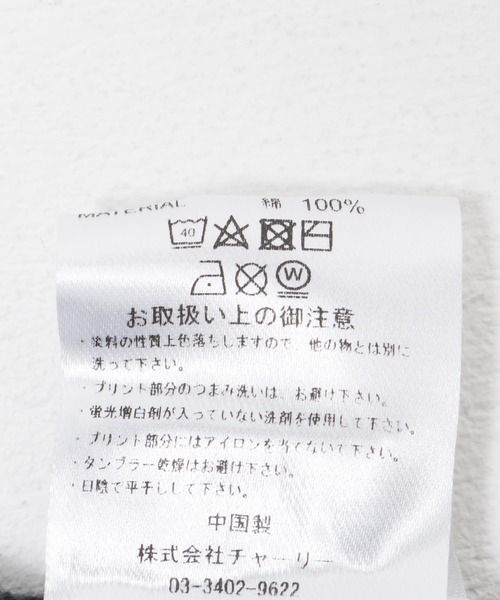 MATERIAL 綿 100%
40
W
お取扱い上の御注意
・染料の性質上色落ちしますので、他の物とは別に
洗って下さい。
・プリント部分のつまみ洗いは、お避け下さい。
・蛍光増白剤が入っていない洗剤を使用して下さい。
・プリント部分にはアイロンを当てないで下さい。
・タンブラー乾燥はお避け下さい。
・日陰で平干しして下さい。
中国製
株式会社チャーリー
03-3402-9622